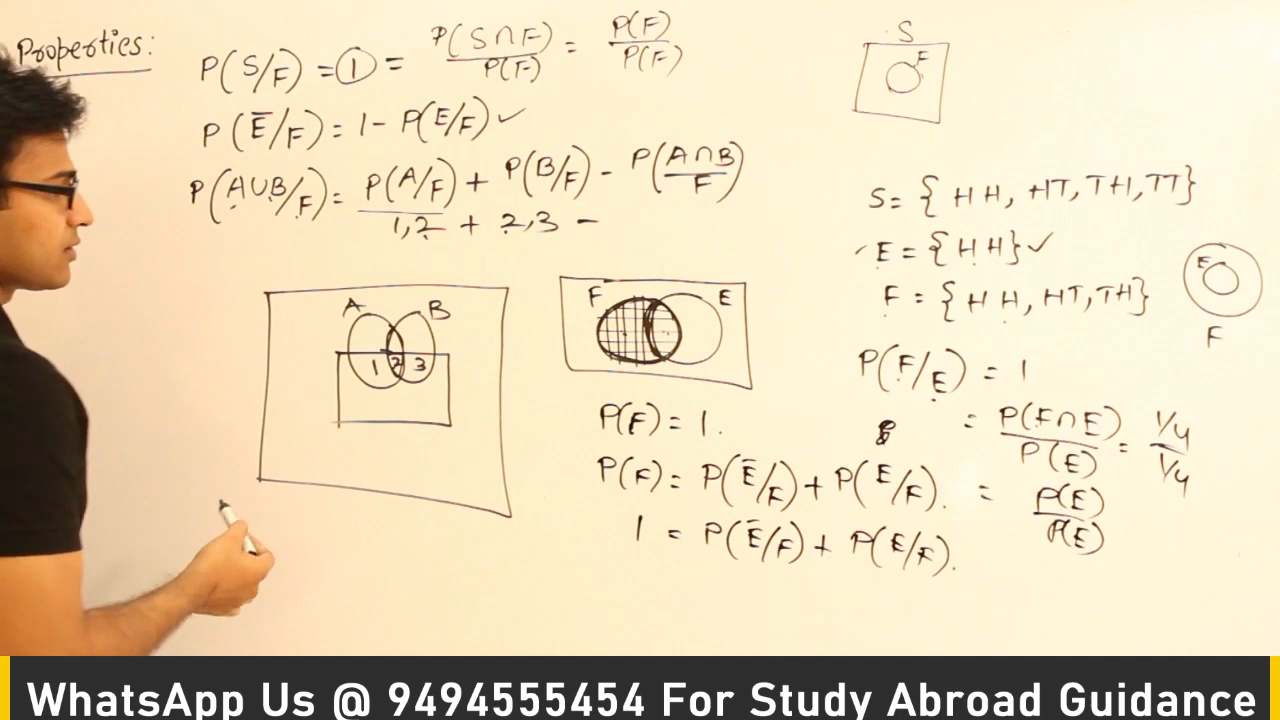 Properties:
P(S/F) = 1 = P(S∩F)/P(F) = P(F)/P(F)
P(Ē/F) = 1 - P(E/F) ✓
P(A∪B/F) = P(A/F) + P(B/F) - P(A∩B/F)
1,2 + 2,3 -
A B
1 2 3
F E
P(F) = 1.
P(F) = P(Ē/F) + P(E/F).
1 = P(Ē/F) + P(E/F).
S
F
S = { HH, HT, TH, TT}
E = {HH} ✓
F = {HH, HT, TH}
E
F
P(F/E) = 1
= P(F∩E)/P(E) = 1/4 / 1/4
= P(E)/P(E)
WhatsApp Us @ 9494555454 For Study Abroad Guidance